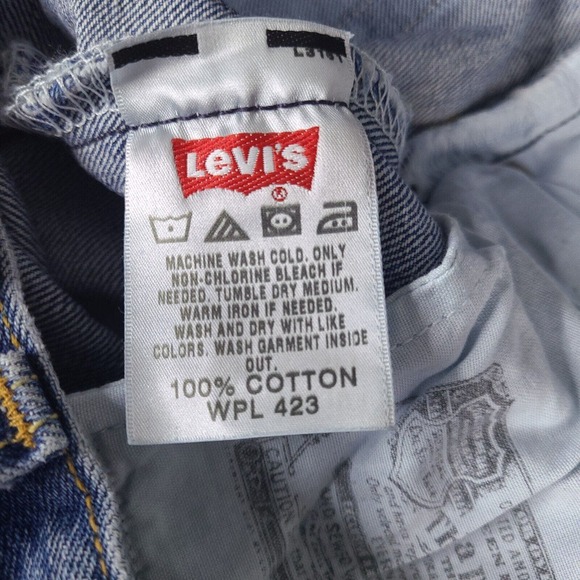 LEVI'S
®
MACHINE WASH COLD. ONLY
NON-CHLORINE BLEACH IF
NEEDED. TUMBLE DRY MEDIUM.
WARM IRON IF NEEDED.
WASH AND DRY WITH LIKE
COLORS. WASH GARMENT INSIDE
OUT.
100% COTTON
WPL 423
CAUTION